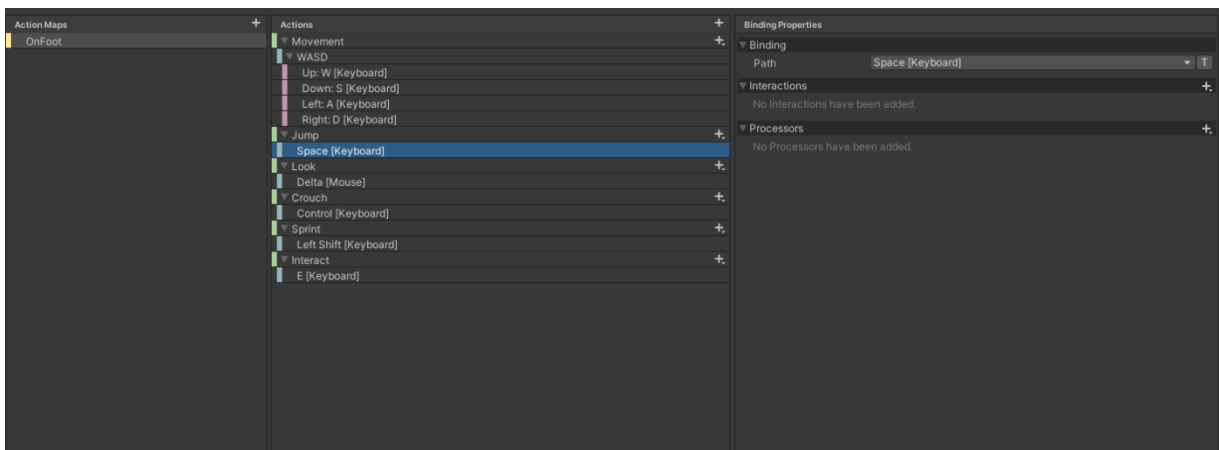 Action Maps
OnFoot
Actions
Movement
WASD
Up: W [Keyboard]
Down: S [Keyboard]
Left: A [Keyboard]
Right: D [Keyboard]
Jump
Space [Keyboard]
Look
Delta [Mouse]
Crouch
Control [Keyboard]
Sprint
Left Shift [Keyboard]
Interact
E [Keyboard]
Binding Properties
Binding
Path Space [Keyboard] T
Interactions
No Interactions have been added.
Processors
No Processors have been added.